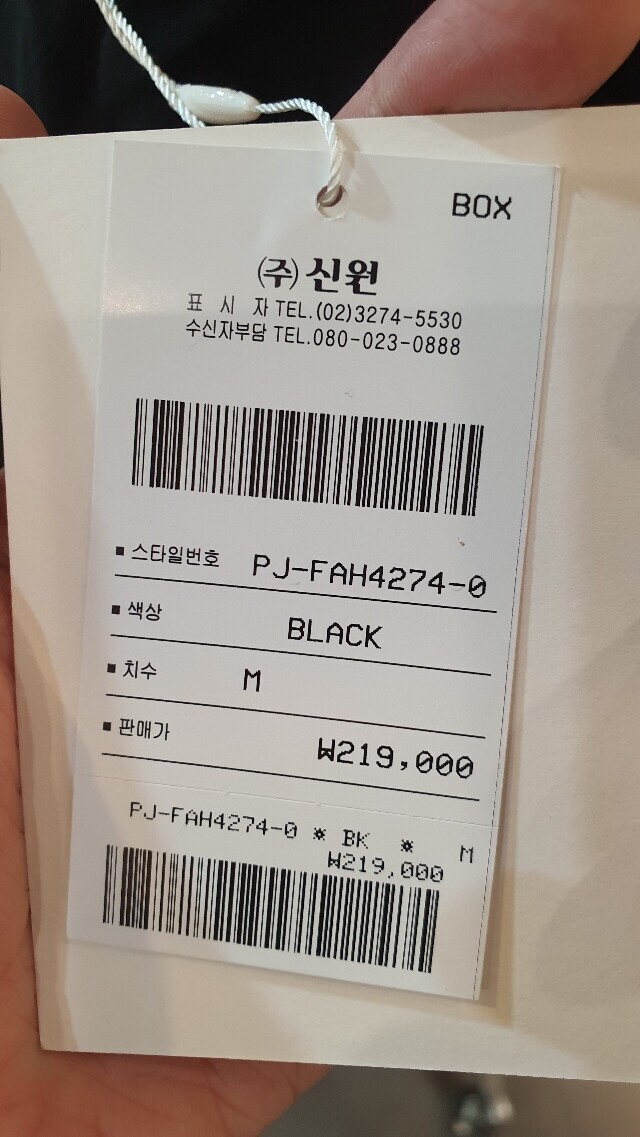 BOX
(주)신원
표 시 자 TEL.(02)3274-5530
수신자부담 TEL.080-023-0888
■ 스타일번호 PJ-FAH4274-0
■ 색상 BLACK
■ 치수 M
■ 판매가 ₩219,000
PJ-FAH4274-0 * BK * M
₩219,000